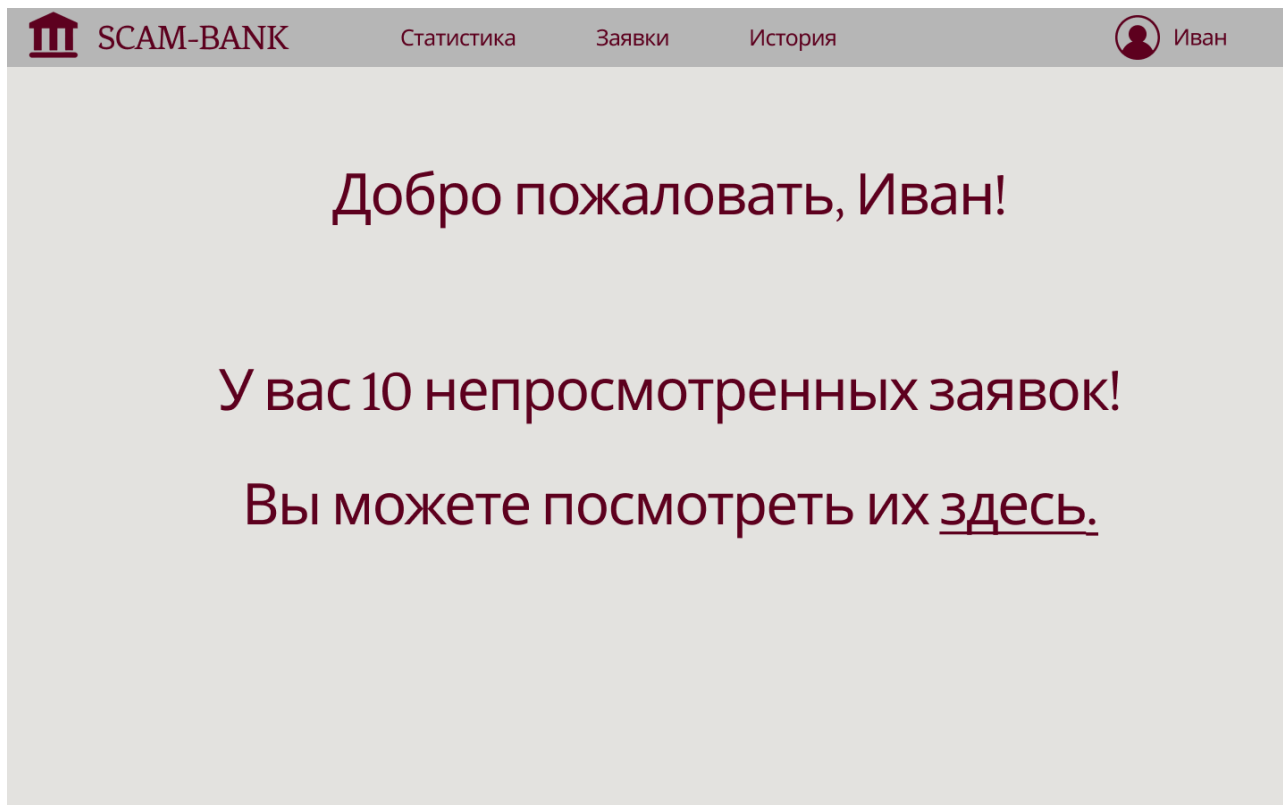 SCAM-BANK Статистика Заявки История Иван
Добро пожаловать, Иван!
У вас 10 непросмотренных заявок!
Вы можете посмотреть их здесь.